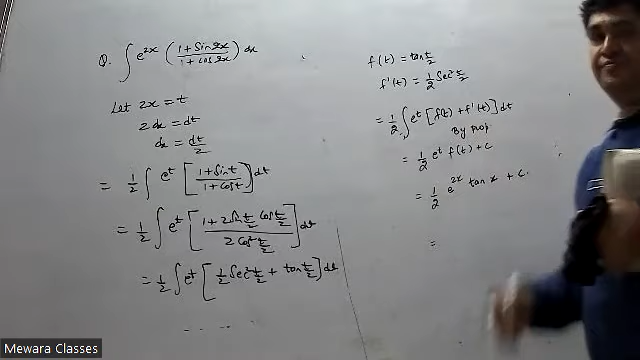 Q. ∫ e^{2x} ( (1 + Sin2x) / (1 + cos2x) ) dx
Let 2x = t
2dx = dt
dx = dt/2
= 1/2 ∫ e^t [ (1 + Sint) / (1 + cost) ] dt
= 1/2 ∫ e^t [ (1 + 2 Sin t/2 Cos t/2) / (2 Cos² t/2) ] dt
= 1/2 ∫ e^t [ 1/2 Sec² t/2 + tan t/2 ] dt
f(t) = tan t/2
f'(t) = 1/2 Sec² t/2
= 1/2 ∫ e^t [ f(t) + f'(t) ] dt
By prop
= 1/2 e^t f(t) + c
= 1/2 e^{2x} tan x + c
=
Mewara Classes